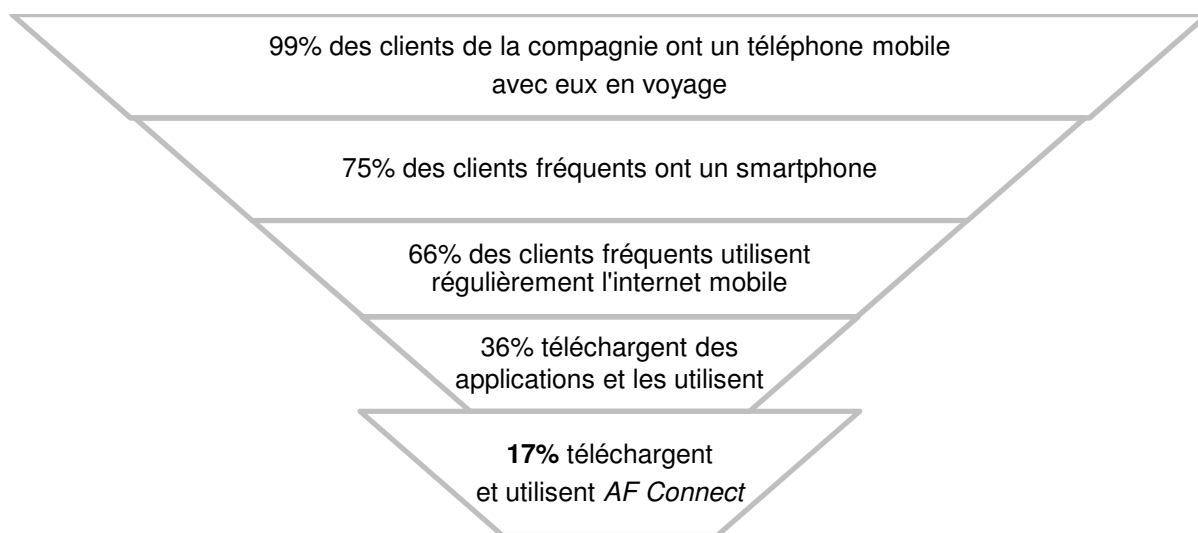 99% des clients de la compagnie ont un téléphone mobile
avec eux en voyage
75% des clients fréquents ont un smartphone
66% des clients fréquents utilisent
régulièrement l'internet mobile
36% téléchargent des
applications et les utilisent
17% téléchargent
et utilisent AF Connect